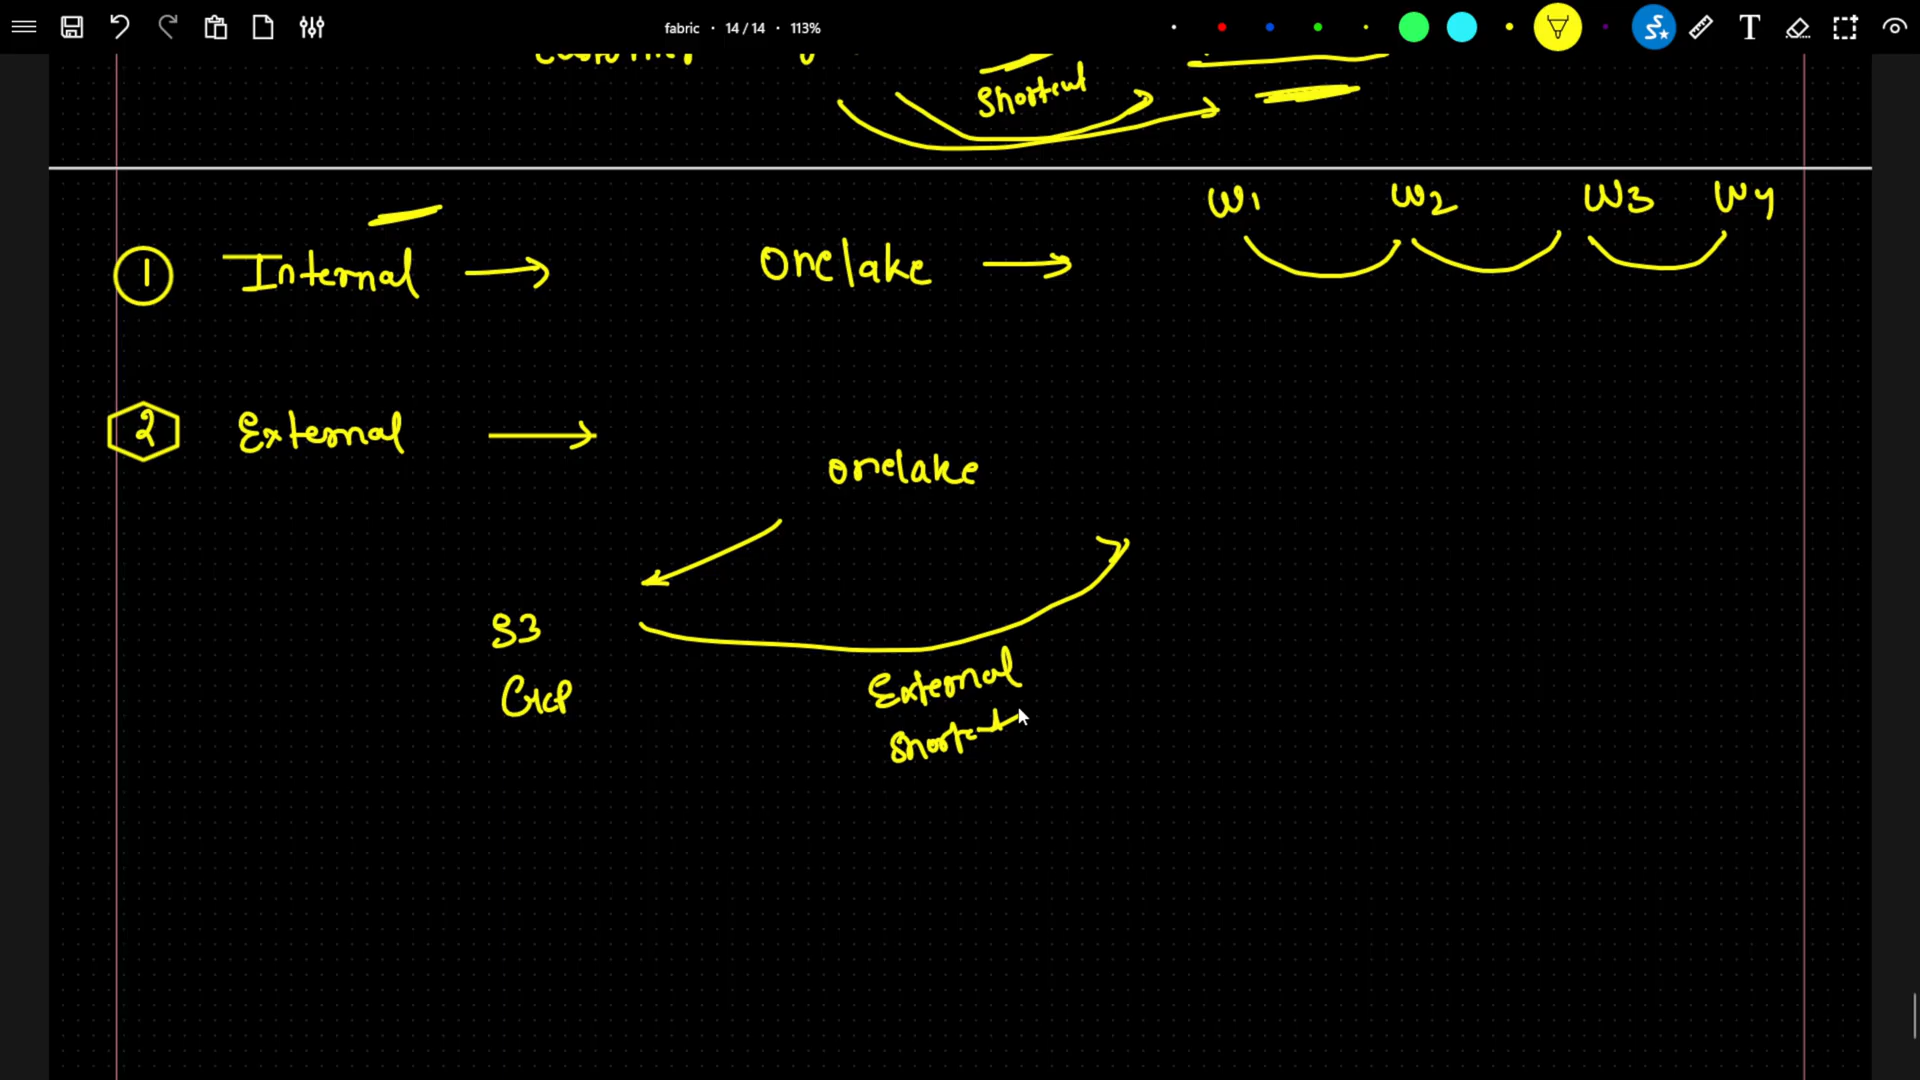 fabric • 14 / 14 • 113%
T
Shortcut
W1 W2 W3 W4
1 Internal → Onelake →
2 External →
onelake
S3
GCP
External
Shortcut